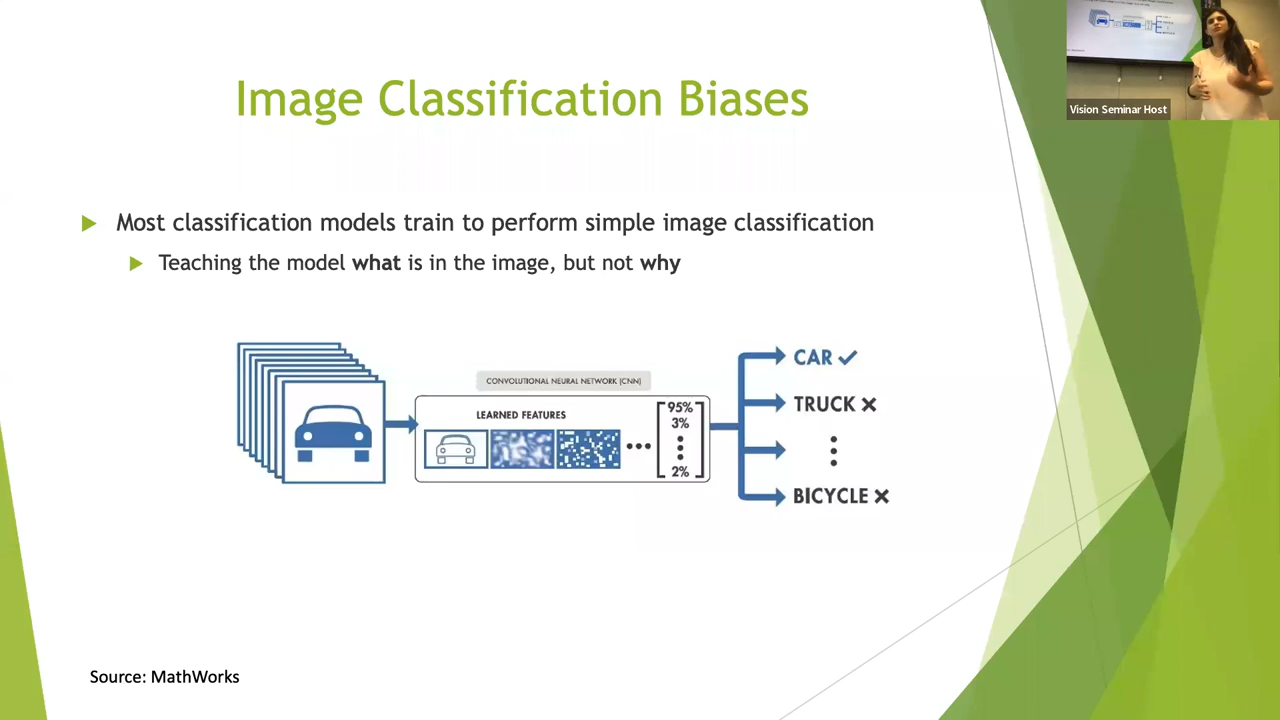 Image Classification Biases
Most classification models train to perform simple image classification
Teaching the model what is in the image, but not why
CONVOLUTIONAL NEURAL NETWORK (CNN)
LEARNED FEATURES
95%
3%
2%
CAR
TRUCK
BICYCLE
Source: MathWorks
Vision Seminar Host